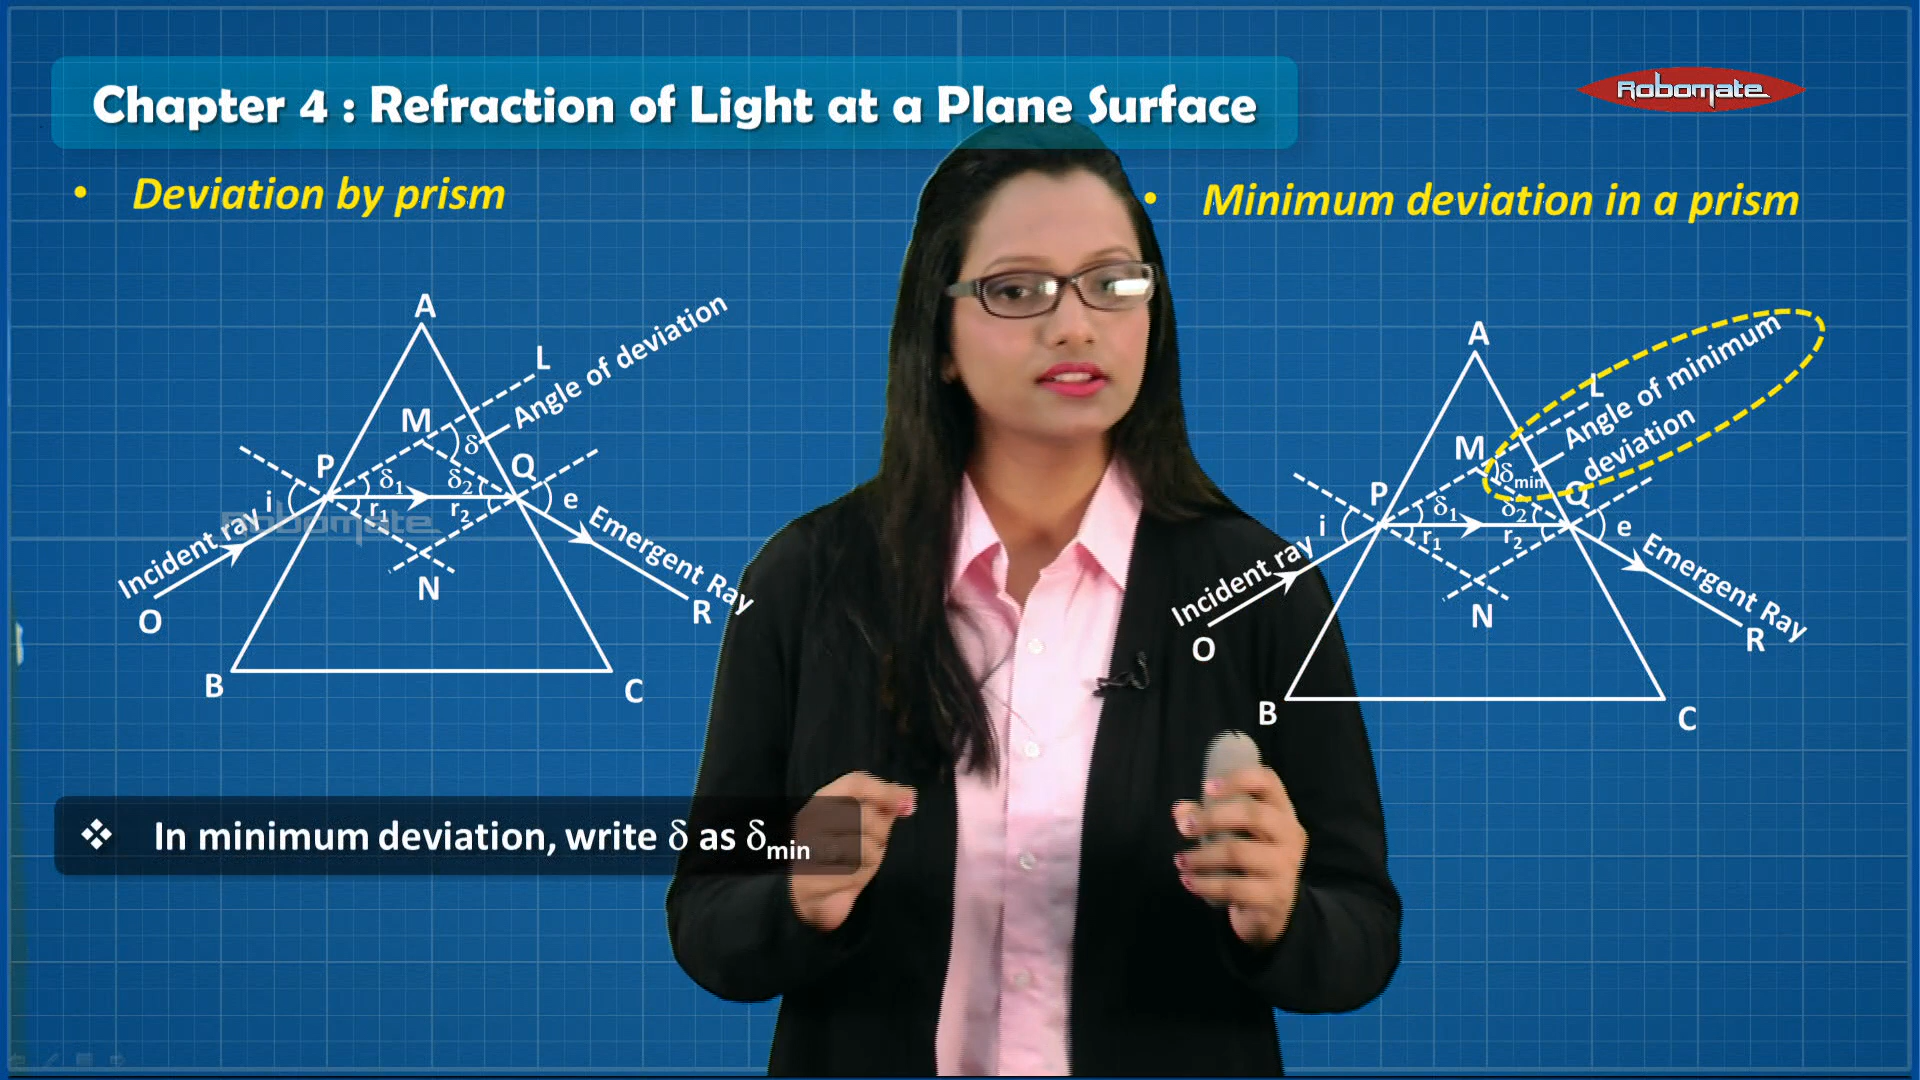 Chapter 4 : Refraction of Light at a Plane Surface
Robomate
• Deviation by prism
• Minimum deviation in a prism
A
L
Angle of deviation
M
δ
P
Q
δ₁
δ₂
i
r₁
r₂
e
Robomate
Incident ray
Emergent Ray
N
O
R
B
C
A
L
Angle of minimum
deviation
M
δmin
P
Q
δ₁
δ₂
i
r₁
r₂
e
Incident ray
Emergent Ray
N
O
R
B
C
❖ In minimum deviation, write δ as δmin